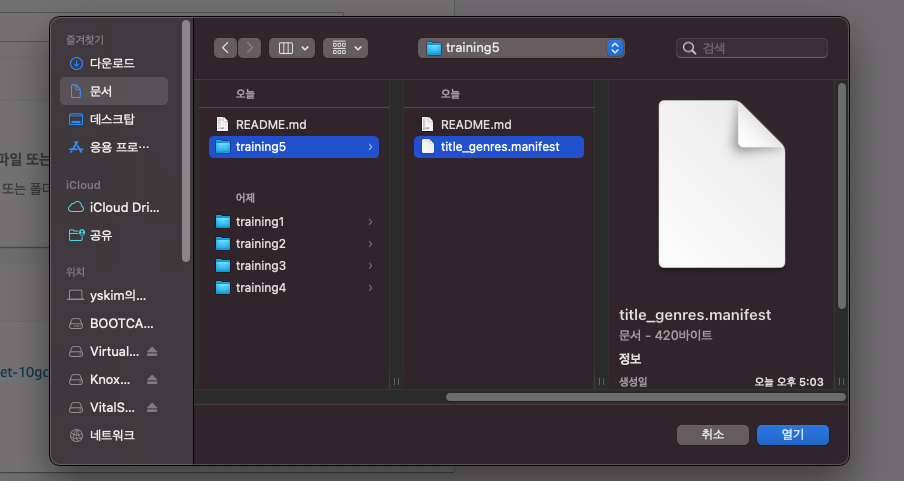 즐겨찾기
다운로드
문서
데스크탑
응용 프로…
iCloud
iCloud Dri...
공유
위치
yskim의...
BOOTCA...
Virtual...
Knox...
VitalS...
네트워크
training5
검색
오늘
README.md
training5
어제
training1
training2
training3
training4
오늘
README.md
title_genres.manifest
title_genres.manifest
문서 - 420바이트
정보
생성일 오늘 오후 5:03
취소 열기
파일 또는
또는 폴더